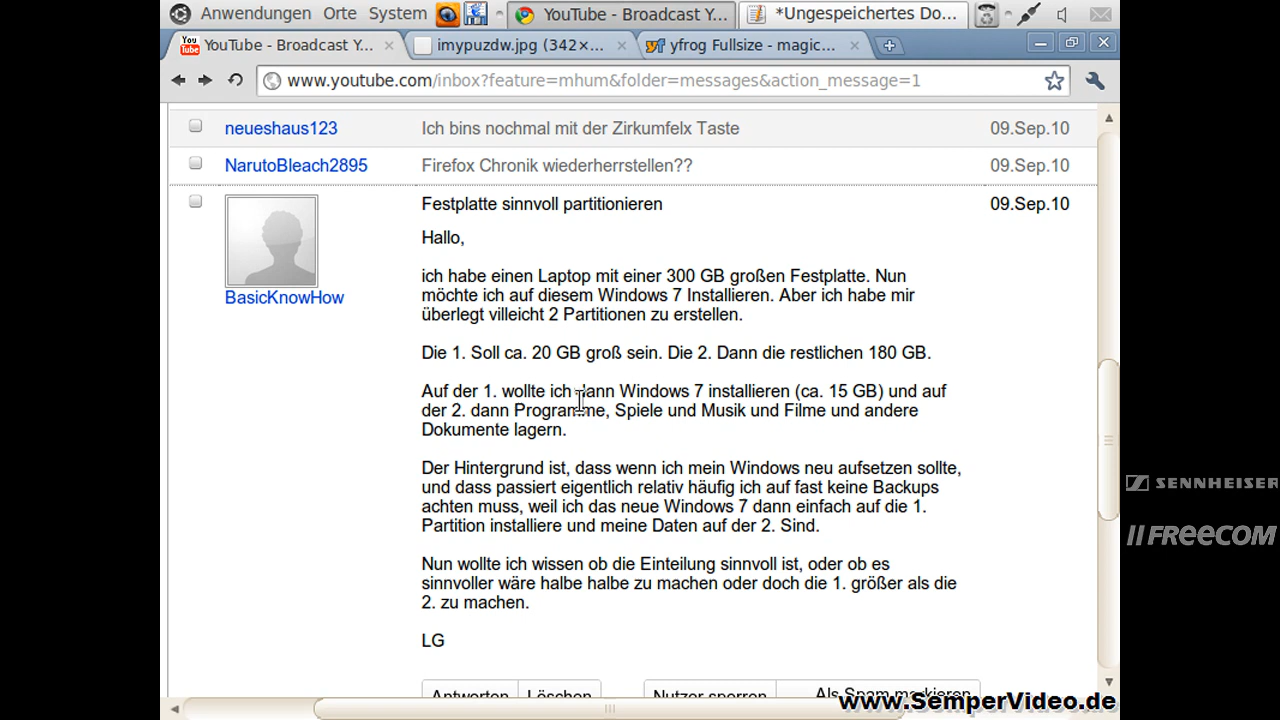 Anwendungen Orte System YouTube - Broadcast Y... *Ungespeichertes Do...
You Tube YouTube - Broadcast Y... imypuzdw.jpg (342×... yf yfrog Fullsize - magic...
www.youtube.com/inbox?feature=mhum&folder=messages&action_message=1
neueshaus123 Ich bins nochmal mit der Zirkumfelx Taste 09.Sep.10
NarutoBleach2895 Firefox Chronik wiederherrstellen?? 09.Sep.10
Festplatte sinnvoll partitionieren 09.Sep.10
BasicKnowHow
Hallo,
ich habe einen Laptop mit einer 300 GB großen Festplatte. Nun
möchte ich auf diesem Windows 7 Installieren. Aber ich habe mir
überlegt villeicht 2 Partitionen zu erstellen.
Die 1. Soll ca. 20 GB groß sein. Die 2. Dann die restlichen 180 GB.
Auf der 1. wollte ich dann Windows 7 installieren (ca. 15 GB) und auf
der 2. dann Programme, Spiele und Musik und Filme und andere
Dokumente lagern.
Der Hintergrund ist, dass wenn ich mein Windows neu aufsetzen sollte,
und dass passiert eigentlich relativ häufig ich auf fast keine Backups
achten muss, weil ich das neue Windows 7 dann einfach auf die 1.
Partition installiere und meine Daten auf der 2. Sind.
Nun wollte ich wissen ob die Einteilung sinnvoll ist, oder ob es
sinnvoller wäre halbe halbe zu machen oder doch die 1. größer als die
2. zu machen.
LG
Antworten Löschen Nutzer sperren Als Spam markieren
www.SemperVideo.de
SENNHEISER
FREECOM